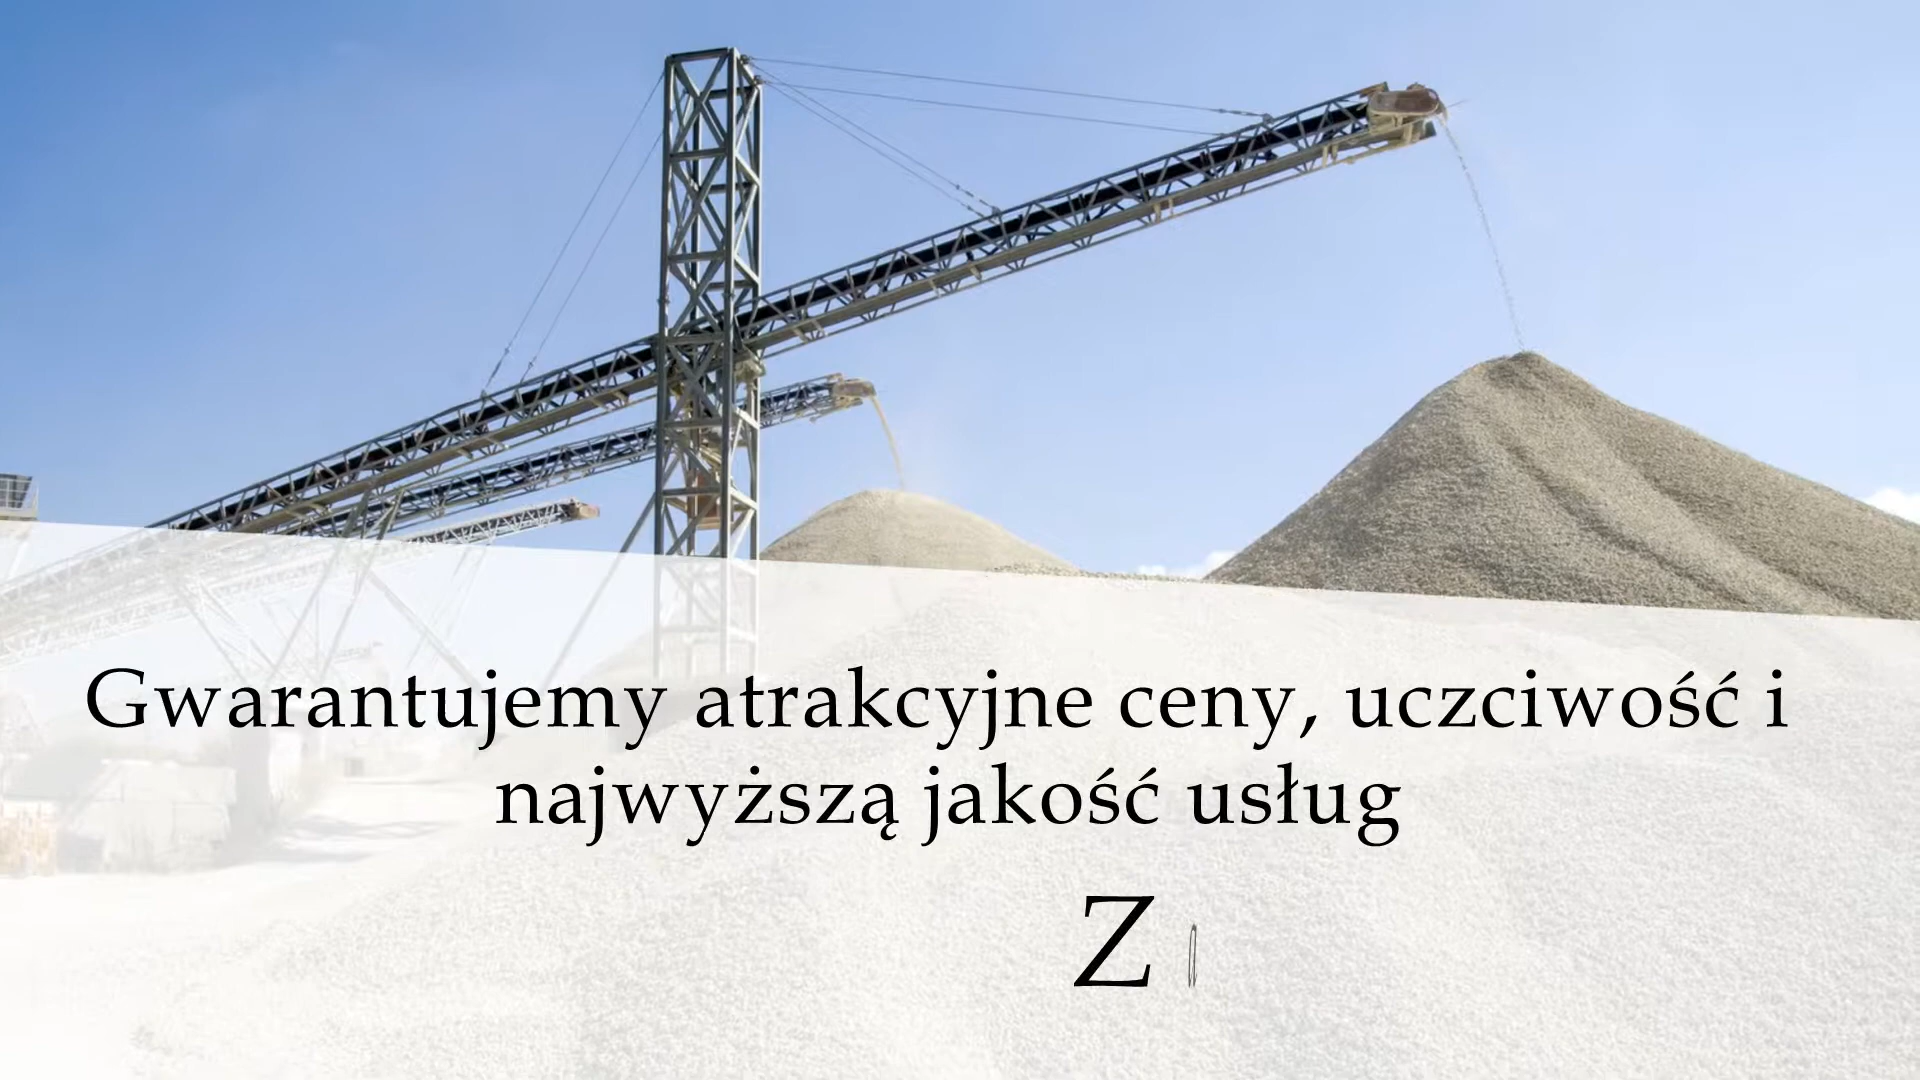 Gwarantujemy atrakcyjne ceny, uczciwość i
najwyższą jakość usług
Z